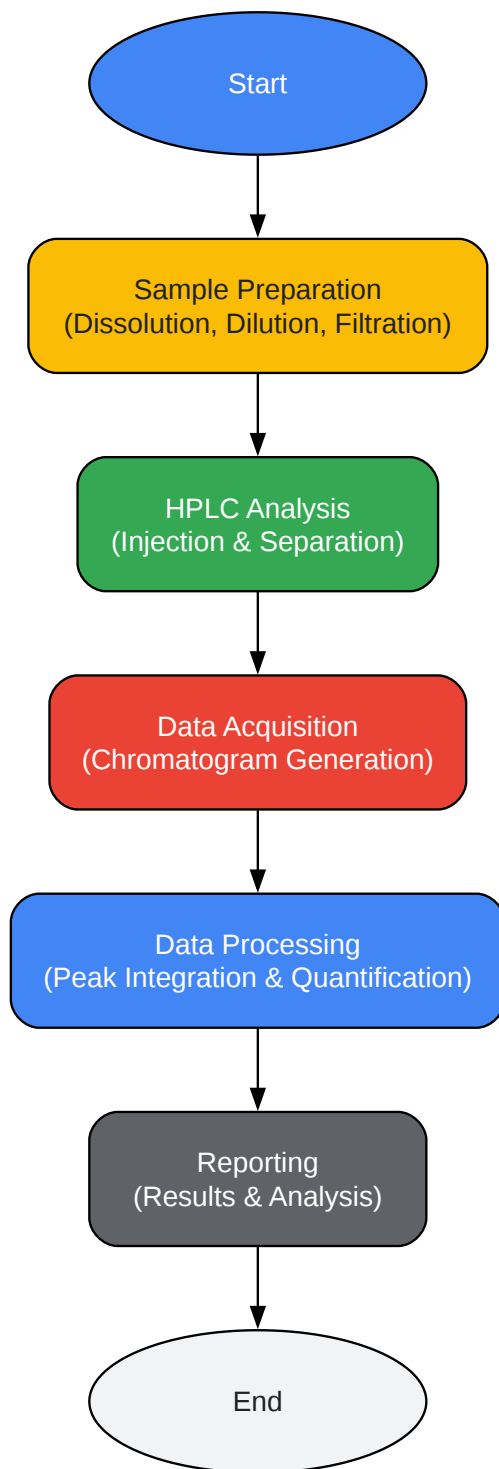 Start
Sample Preparation
(Dissolution, Dilution, Filtration)
HPLC Analysis
(Injection & Separation)
Data Acquisition
(Chromatogram Generation)
Data Processing
(Peak Integration & Quantification)
Reporting
(Results & Analysis)
End